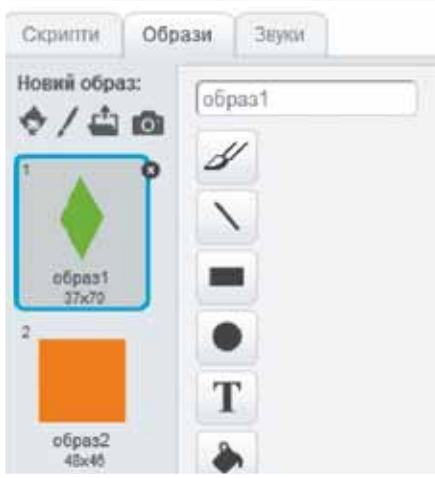 Скрипти Образи Звуки
Новий образ:
образ1
1
образ1
37x70
T
2
образ2
48x46